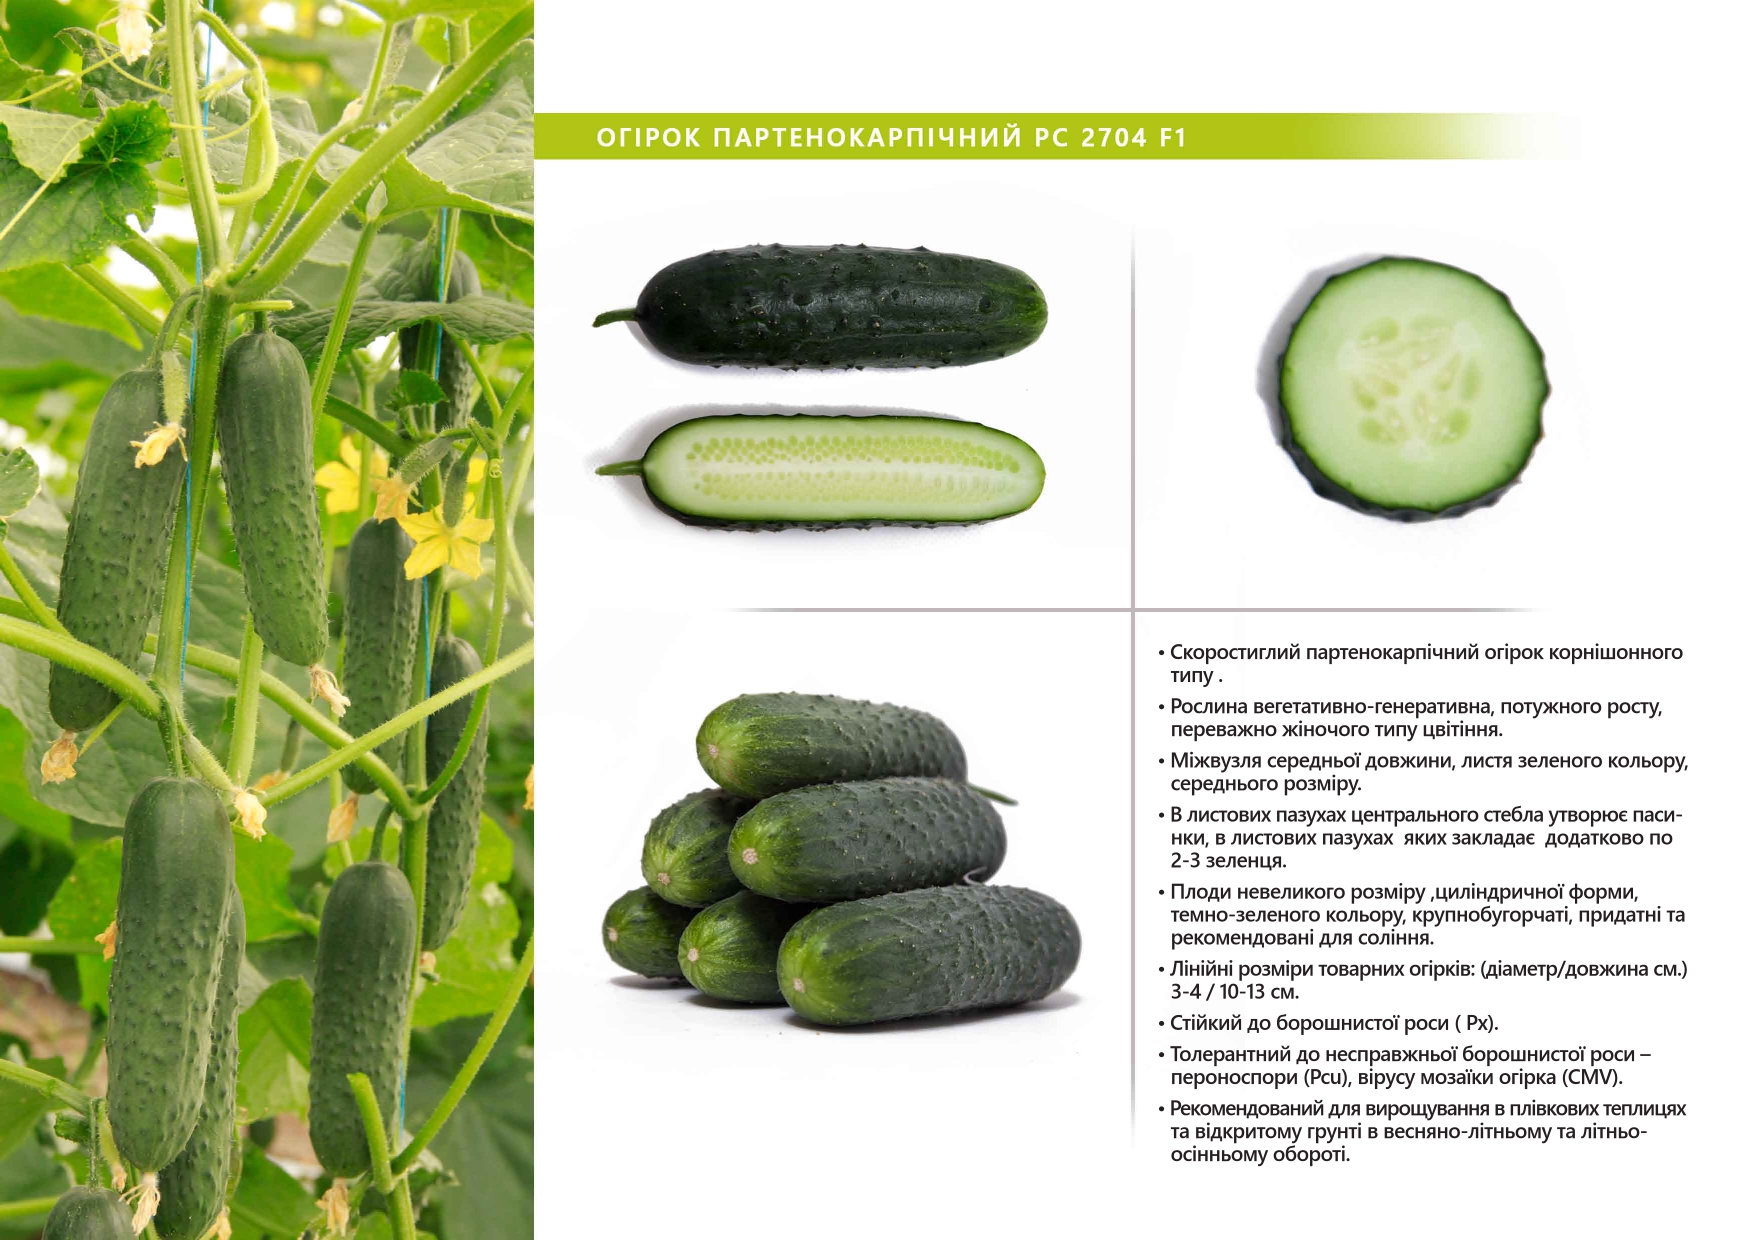 ОГІРОК ПАРТЕНОКАРПІЧНИЙ РС 2704 F1
• Скоростиглий партенокарпічний огірок корнішонного
типу .
• Рослина вегетативно-генеративна, потужного росту,
переважно жіночого типу цвітіння.
• Міжвузля середньої довжини, листя зеленого кольору,
середнього розміру.
• В листових пазухах центрального стебла утворює паси-
нки, в листових пазухах  яких закладає  додатково по
2-3 зеленця.
• Плоди невеликого розміру ,циліндричної форми,
темно-зеленого кольору, крупнобугорчаті, придатні та
рекомендовані для соління.
• Лінійні розміри товарних огірків: (діаметр/довжина см.)
3-4 / 10-13 см.
• Стійкий до борошнистої роси ( Px).
• Толерантний до несправжньої борошнистої роси –
пероноспори (Pcu), вірусу мозаїки огірка (CMV).
• Рекомендований для вирощування в плівкових теплицях
та відкритому грунті в весняно-літньому та літньо-
осінньому обороті.